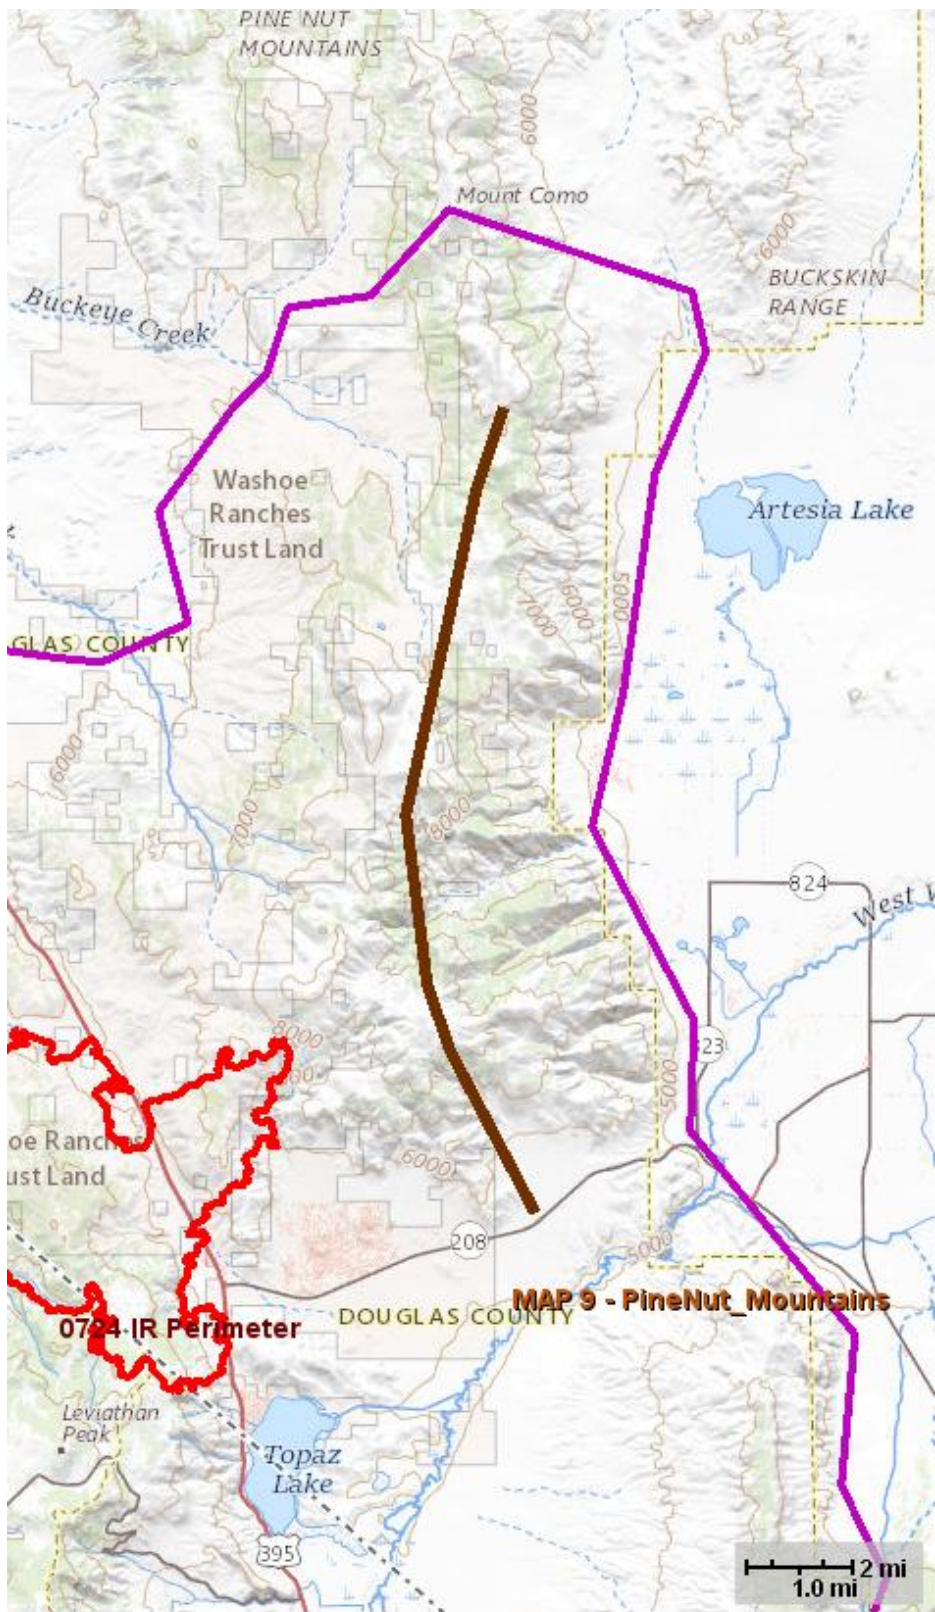 PINE NUT
MOUNTAINS
6000
Mount Como
6000
BUCKSKIN
RANGE
Buckeye Creek
Washoe
Ranches
Trust Land
Artesia Lake
5000
6000
7000
GLAS COUNTY
6000
7000
8000
824
West W
8000
23
5000
oe Ranches
ust Land
6000
208
5000
MAP 9 - PineNut_Mountains
DOUGLAS COUNTY
0724 IR Perimeter
Leviathan
Peak
Topaz
Lake
395
2 mi
1.0 mi